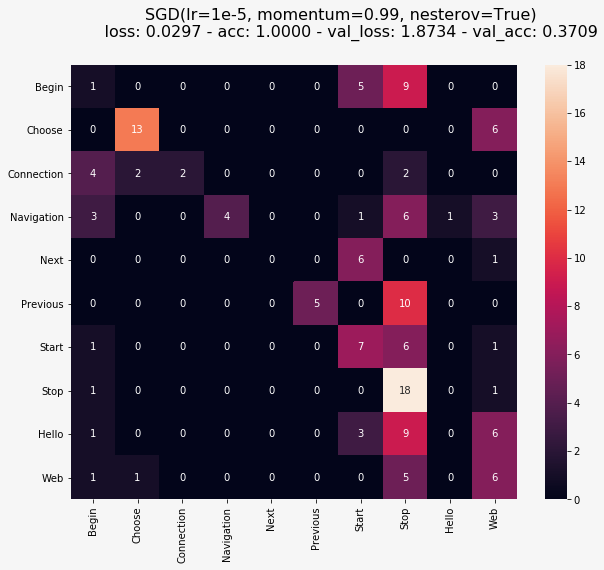 SGD(lr=1e-5, momentum=0.99, nesterov=True)
loss: 0.0297 - acc: 1.0000 - val_loss: 1.8734 - val_acc: 0.3709
Begin 1 0 0 0 0 0 5 9 0 0
Choose 0 13 0 0 0 0 0 0 0 6
Connection 4 2 2 0 0 0 0 2 0 0
Navigation 3 0 0 4 0 0 1 6 1 3
Next 0 0 0 0 0 0 6 0 0 1
Previous 0 0 0 0 0 5 0 10 0 0
Start 1 0 0 0 0 0 7 6 0 1
Stop 1 0 0 0 0 0 0 18 0 1
Hello 1 0 0 0 0 0 3 9 0 6
Web 1 1 0 0 0 0 0 5 0 6
Begin
Choose
Connection
Navigation
Next
Previous
Start
Stop
Hello
Web
18
16
14
12
10
8
6
4
2
0